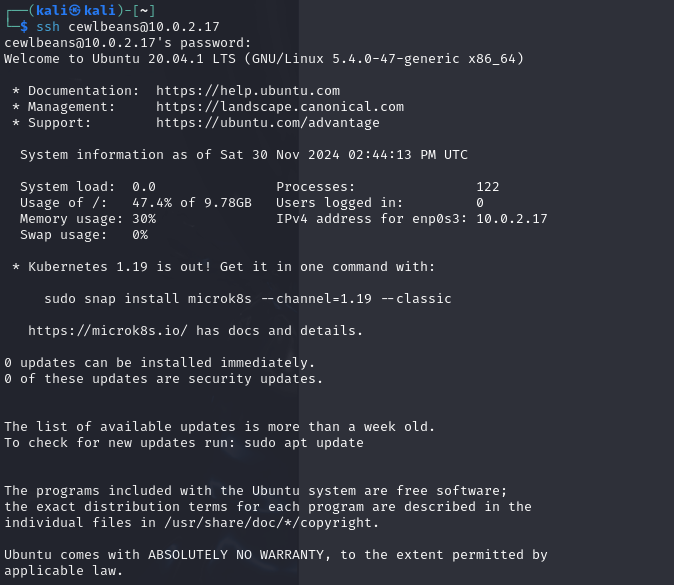 ┌──(kali㉿kali)-[~]
└─$ ssh cewlbeans@10.0.2.17
cewlbeans@10.0.2.17's password:
Welcome to Ubuntu 20.04.1 LTS (GNU/Linux 5.4.0-47-generic x86_64)

 * Documentation:  https://help.ubuntu.com
 * Management:     https://landscape.canonical.com
 * Support:        https://ubuntu.com/advantage

  System information as of Sat 30 Nov 2024 02:44:13 PM UTC

  System load:  0.0               Processes:               122
  Usage of /:   47.4% of 9.78GB   Users logged in:         0
  Memory usage: 30%               IPv4 address for enp0s3: 10.0.2.17
  Swap usage:   0%

 * Kubernetes 1.19 is out! Get it in one command with:

     sudo snap install microk8s --channel=1.19 --classic

   https://microk8s.io/ has docs and details.

0 updates can be installed immediately.
0 of these updates are security updates.


The list of available updates is more than a week old.
To check for new updates run: sudo apt update


The programs included with the Ubuntu system are free software;
the exact distribution terms for each program are described in the
individual files in /usr/share/doc/*/copyright.

Ubuntu comes with ABSOLUTELY NO WARRANTY, to the extent permitted by
applicable law.